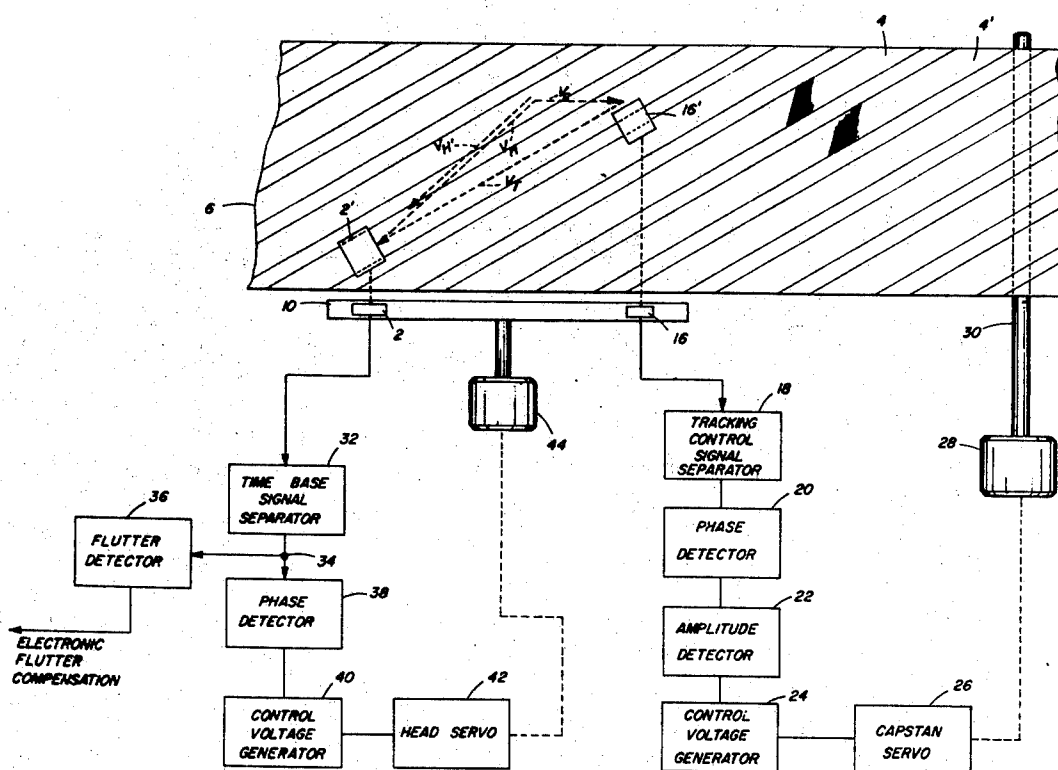 4
4'
V_H'
V_H
16'
V_T
6
2'
10
2
16
30
44
18
TRACKING
CONTROL
SIGNAL
SEPARATOR
28
32
TIME BASE
SIGNAL
SEPARATOR
20
PHASE
DETECTOR
36
FLUTTER
DETECTOR
34
38
PHASE
DETECTOR
22
AMPLITUDE
DETECTOR
ELECTRONIC
FLUTTER
COMPENSATION
40
CONTROL
VOLTAGE
GENERATOR
42
HEAD SERVO
24
CONTROL
VOLTAGE
GENERATOR
26
CAPSTAN
SERVO